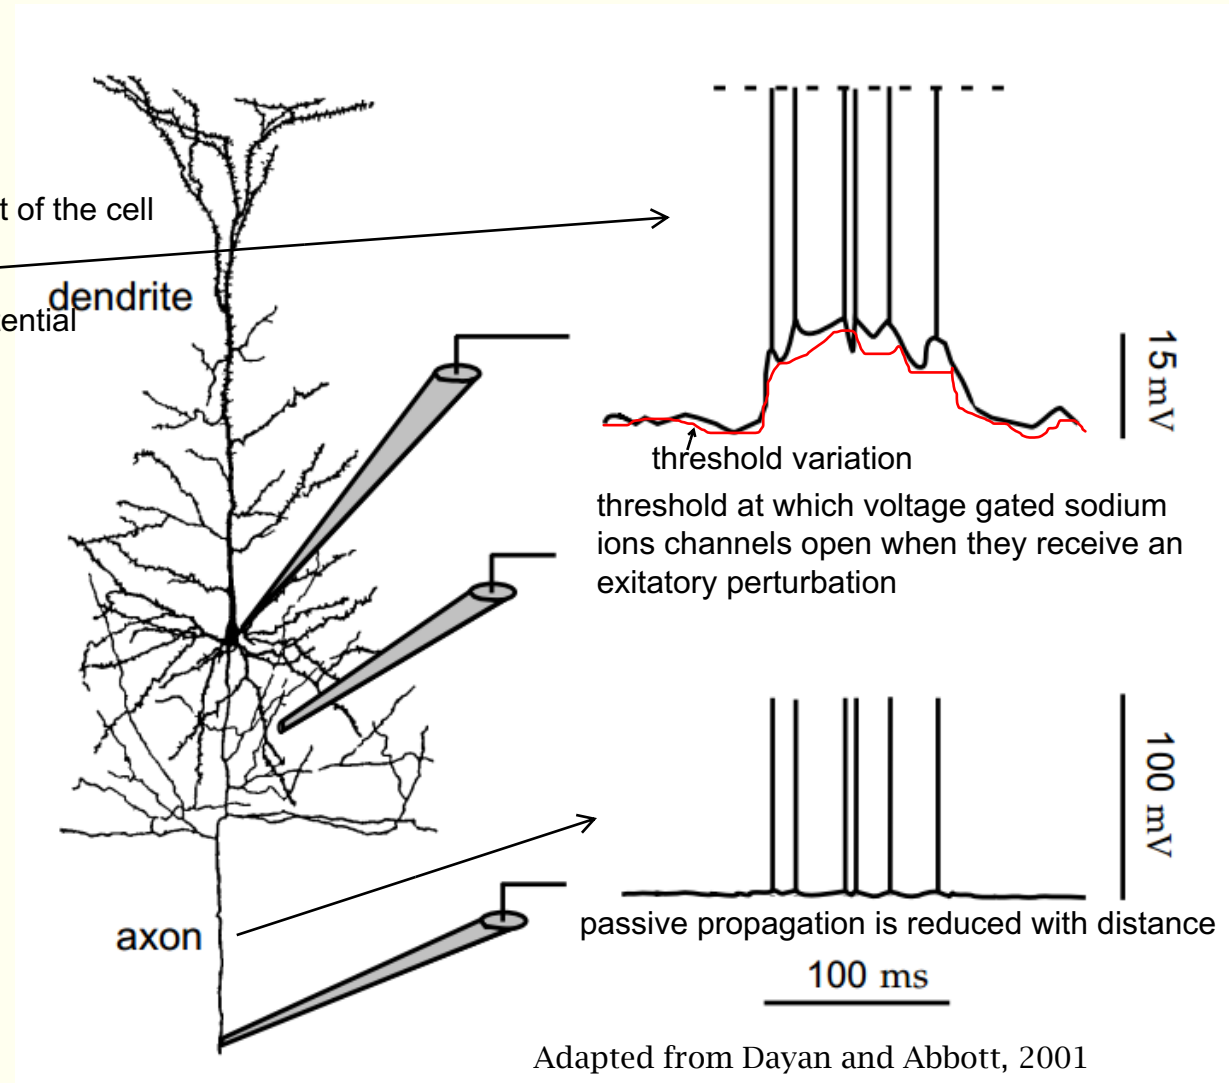 t of the cell
dendrite
ential
15 mV
threshold variation
threshold at which voltage gated sodium
ions channels open when they receive an
exitatory perturbation
100 mV
axon
passive propagation is reduced with distance
100 ms
Adapted from Dayan and Abbott, 2001